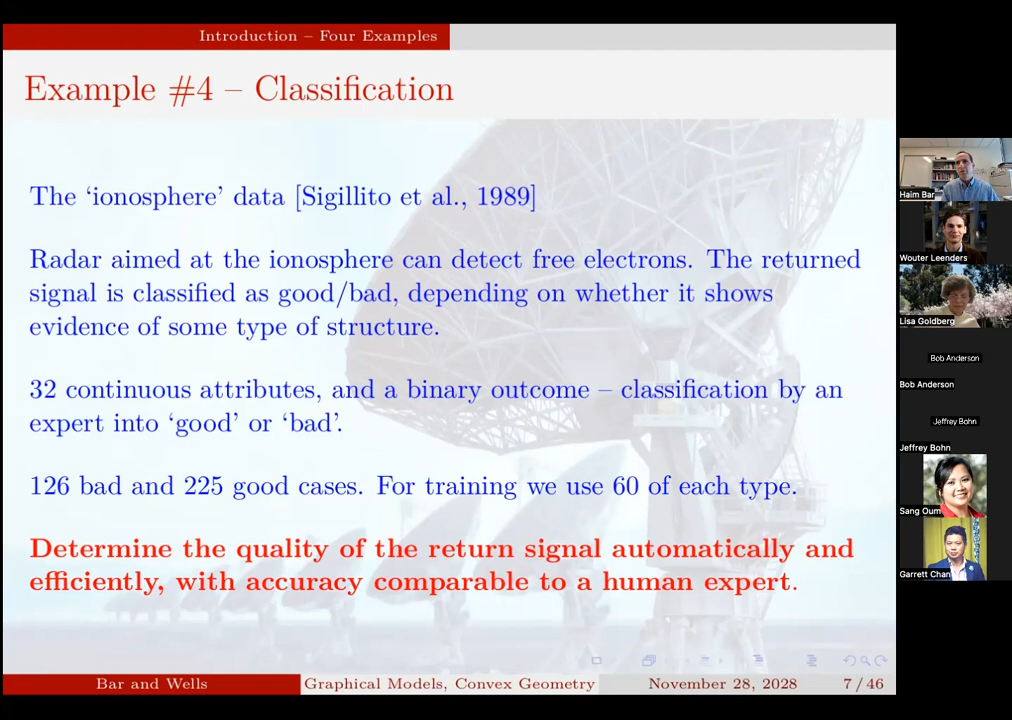 Introduction – Four Examples
Example #4 – Classification
The ‘ionosphere’ data [Sigillito et al., 1989]
Radar aimed at the ionosphere can detect free electrons. The returned
signal is classified as good/bad, depending on whether it shows
evidence of some type of structure.
32 continuous attributes, and a binary outcome – classification by an
expert into ‘good’ or ‘bad’.
126 bad and 225 good cases. For training we use 60 of each type.
Determine the quality of the return signal automatically and
efficiently, with accuracy comparable to a human expert.
Bar and Wells
Graphical Models, Convex Geometry
November 28, 2028
7 / 46
Haim Bar
Wouter Leenders
Lisa Goldberg
Bob Anderson
Bob Anderson
Jeffrey Bohn
Jeffrey Bohn
Sang Oum
Garrett Chan